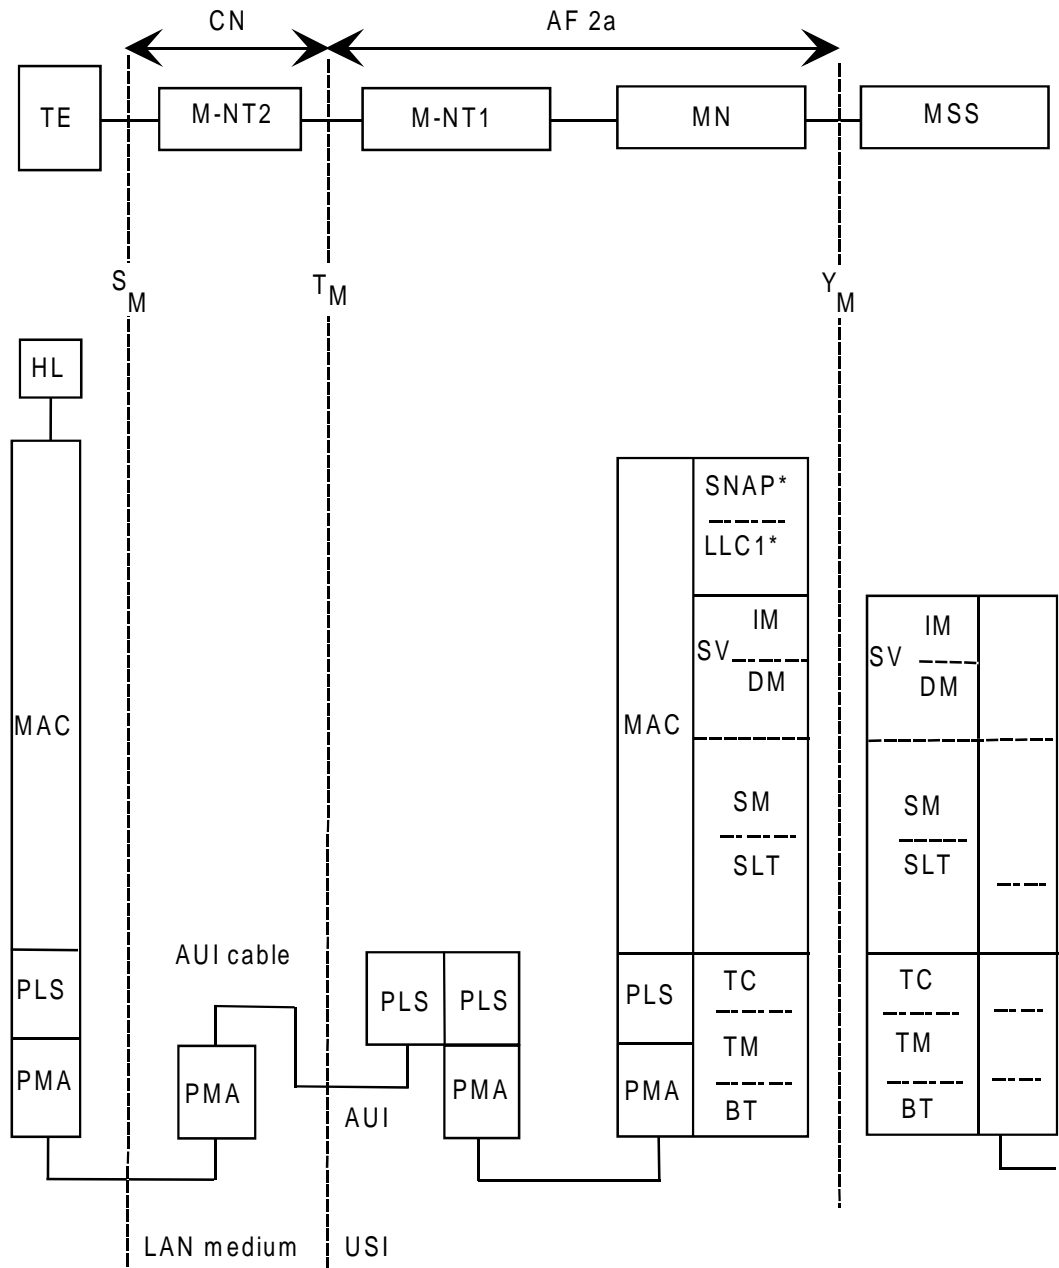 CN
AF 2a
TE
M-NT2
M-NT1
MN
MSS
S M
T M
Y M
HL
SNAP*
LLC1*
IM
SV
DM
IM
SV
DM
MAC
MAC
SM
SLT
SM
SLT
AUI cable
PLS
PLS
PLS
PLS
TC
TC
TM
TM
PMA
PMA
PMA
PMA
BT
BT
AUI
LAN medium
USI